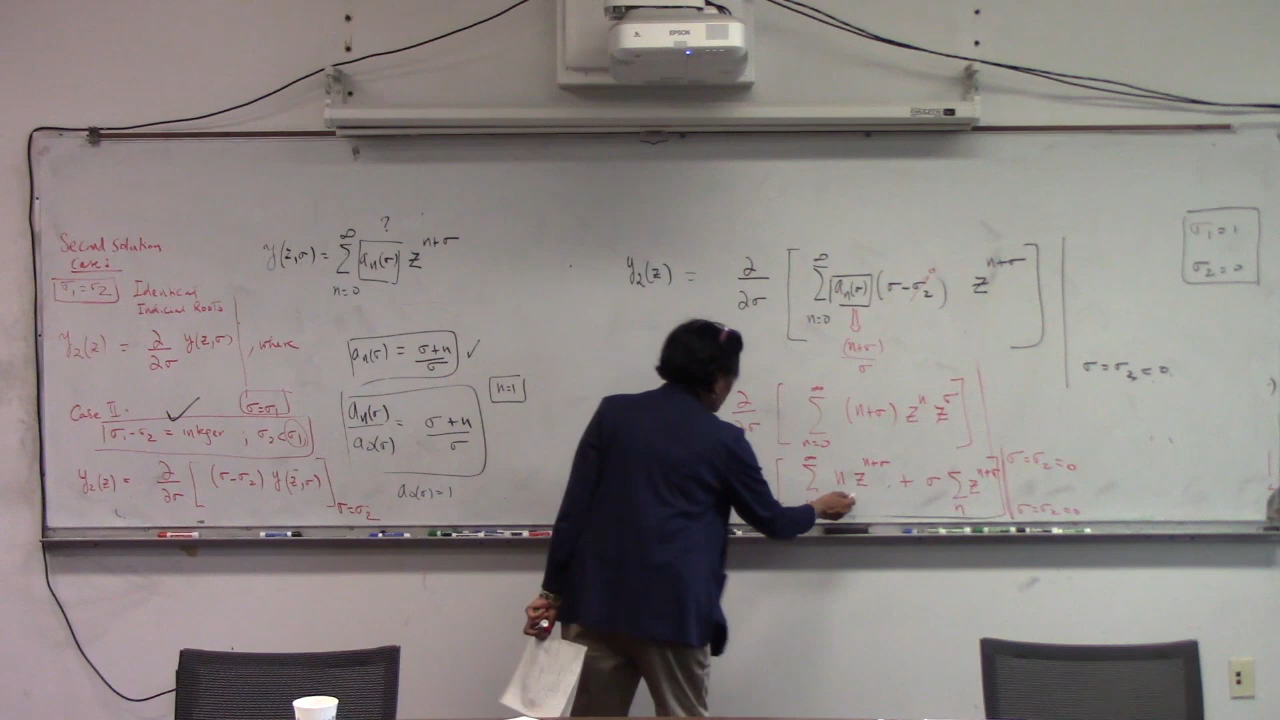 EPSON
Second Solution
Case:
σ₁ = σ₂ Identical
Indicial Roots
y₂(z) = ∂/∂σ y(z,σ) | , where
σ=σ₁
Case II.
σ₁-σ₂ = integer ; σ₂<σ₁
y₂(z) = ∂/∂σ [ (σ-σ₂) y(z,σ) ] σ=σ₂
?
y(z,σ) = ∑ n=0 ∞ aₙ(σ) z^(n+σ)
aₙ(σ) = (σ+n)/σ ✓
n=1
aₙ(σ)/a₀(σ) = (σ+n)/σ
a₀(σ)=1
y₂(z) = ∂/∂σ [ ∑ n=0 ∞ aₙ(σ) (σ-σ₂) z^(n+σ) ] |
⇓
(n+σ)/σ
σ=σ₂=0
∂/∂σ [ ∑ n=0 ∞ (n+σ) zⁿ z^σ ] |
σ=σ₂=0
[ ∑ ∞ n z^(n+σ) + σ ∑ n z^(n+σ) ] |
σ=σ₂=0
σ₁=1
σ₂=0